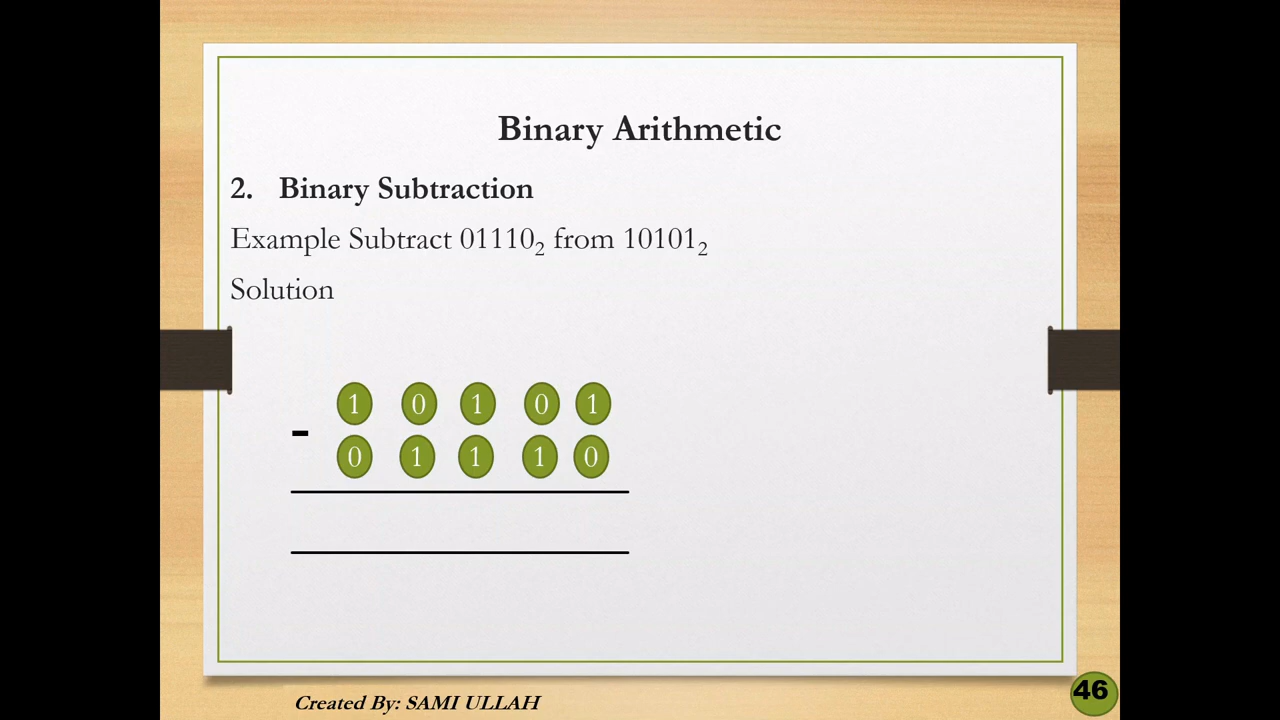 Binary Arithmetic
2. Binary Subtraction
Example Subtract 01110₂ from 10101₂
Solution
1 0 1 0 1
-
0 1 1 1 0
Created By: SAMI ULLAH
46